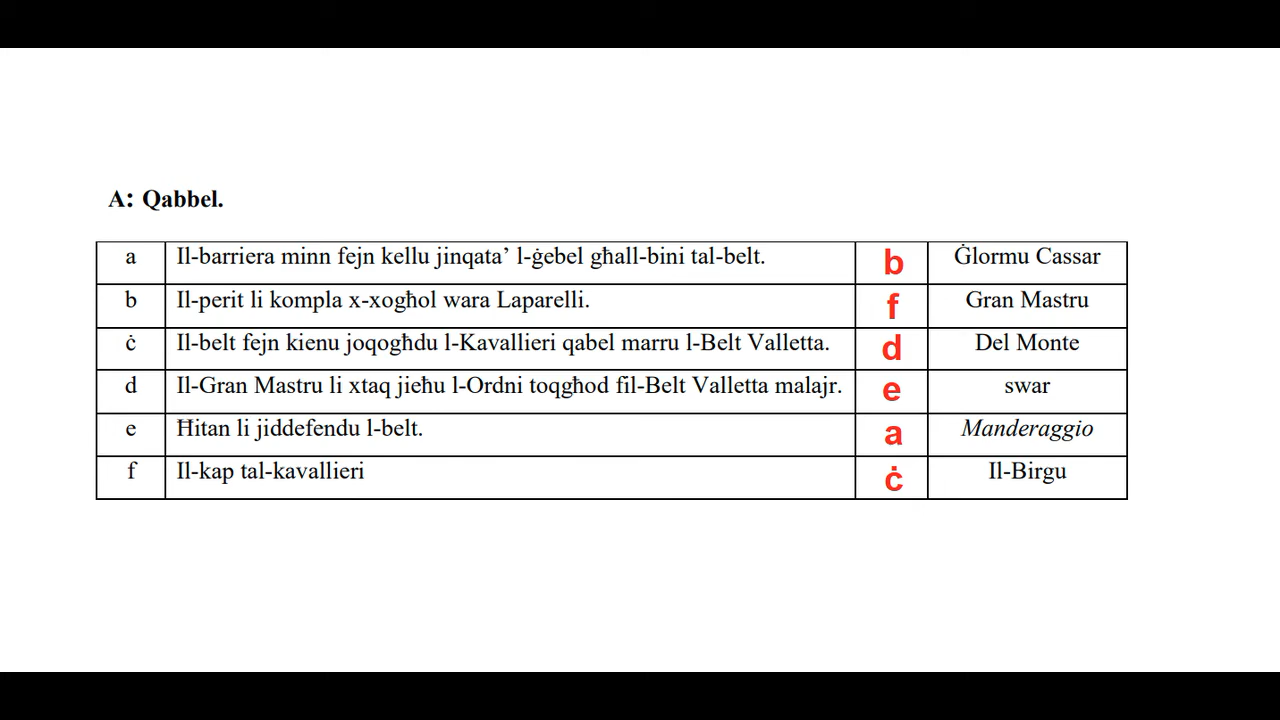 A: Qabbel.
a Il-barriera minn fejn kellu jinqata’ l-ġebel għall-bini tal-belt. b Ġlormu Cassar
b Il-perit li kompla x-xogħol wara Laparelli. f Gran Mastru
ċ Il-belt fejn kienu joqogħdu l-Kavallieri qabel marru l-Belt Valletta. d Del Monte
d Il-Gran Mastru li xtaq jieħu l-Ordni toqgħod fil-Belt Valletta malajr. e swar
e Ħitan li jiddefendu l-belt. a Manderaggio
f Il-kap tal-kavallieri ċ Il-Birgu